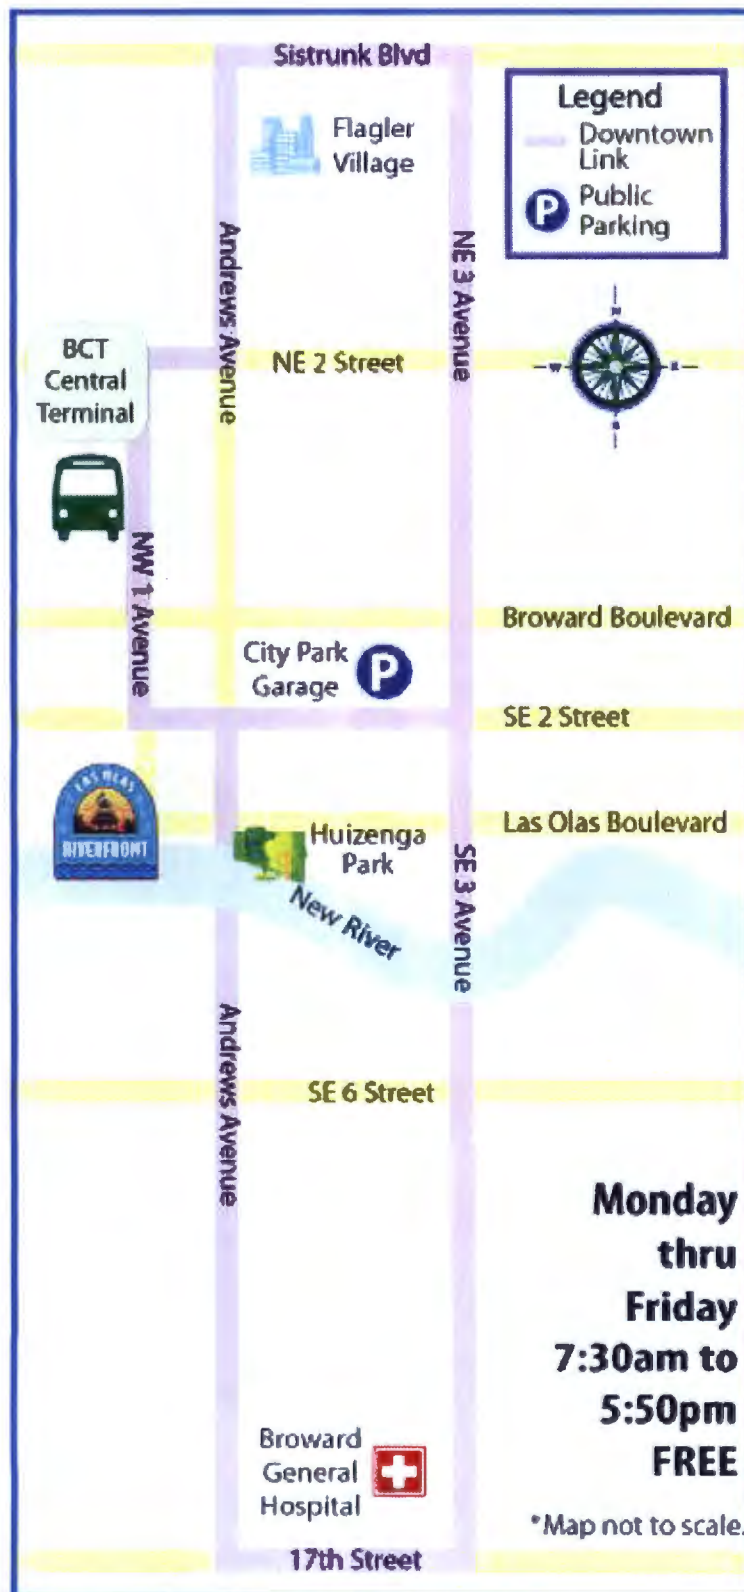 Sistrunk Blvd
Legend
Downtown
Link
P
Public
Parking
Flagler
Village
Andrews Avenue
NE 3 Avenue
N
W
E
S
BCT
Central
Terminal
NE 2 Street
NW 1 Avenue
Broward Boulevard
City Park
Garage
P
SE 2 Street
LAS OLAS
RIVERFRONT
Las Olas Boulevard
Huizenga
Park
New River
SE 3 Avenue
Andrews Avenue
SE 6 Street
Monday
thru
Friday
7:30am to
5:50pm
FREE
Broward
General
Hospital
*Map not to scale.
17th Street